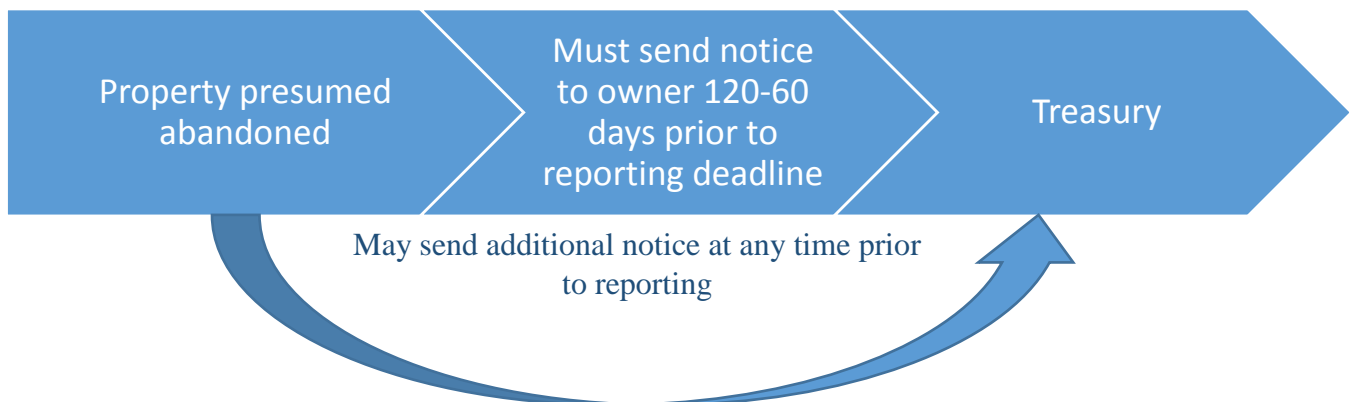 Property presumed
abandoned
Must send notice
to owner 120-60
days prior to
reporting deadline
Treasury
May send additional notice at any time prior
to reporting